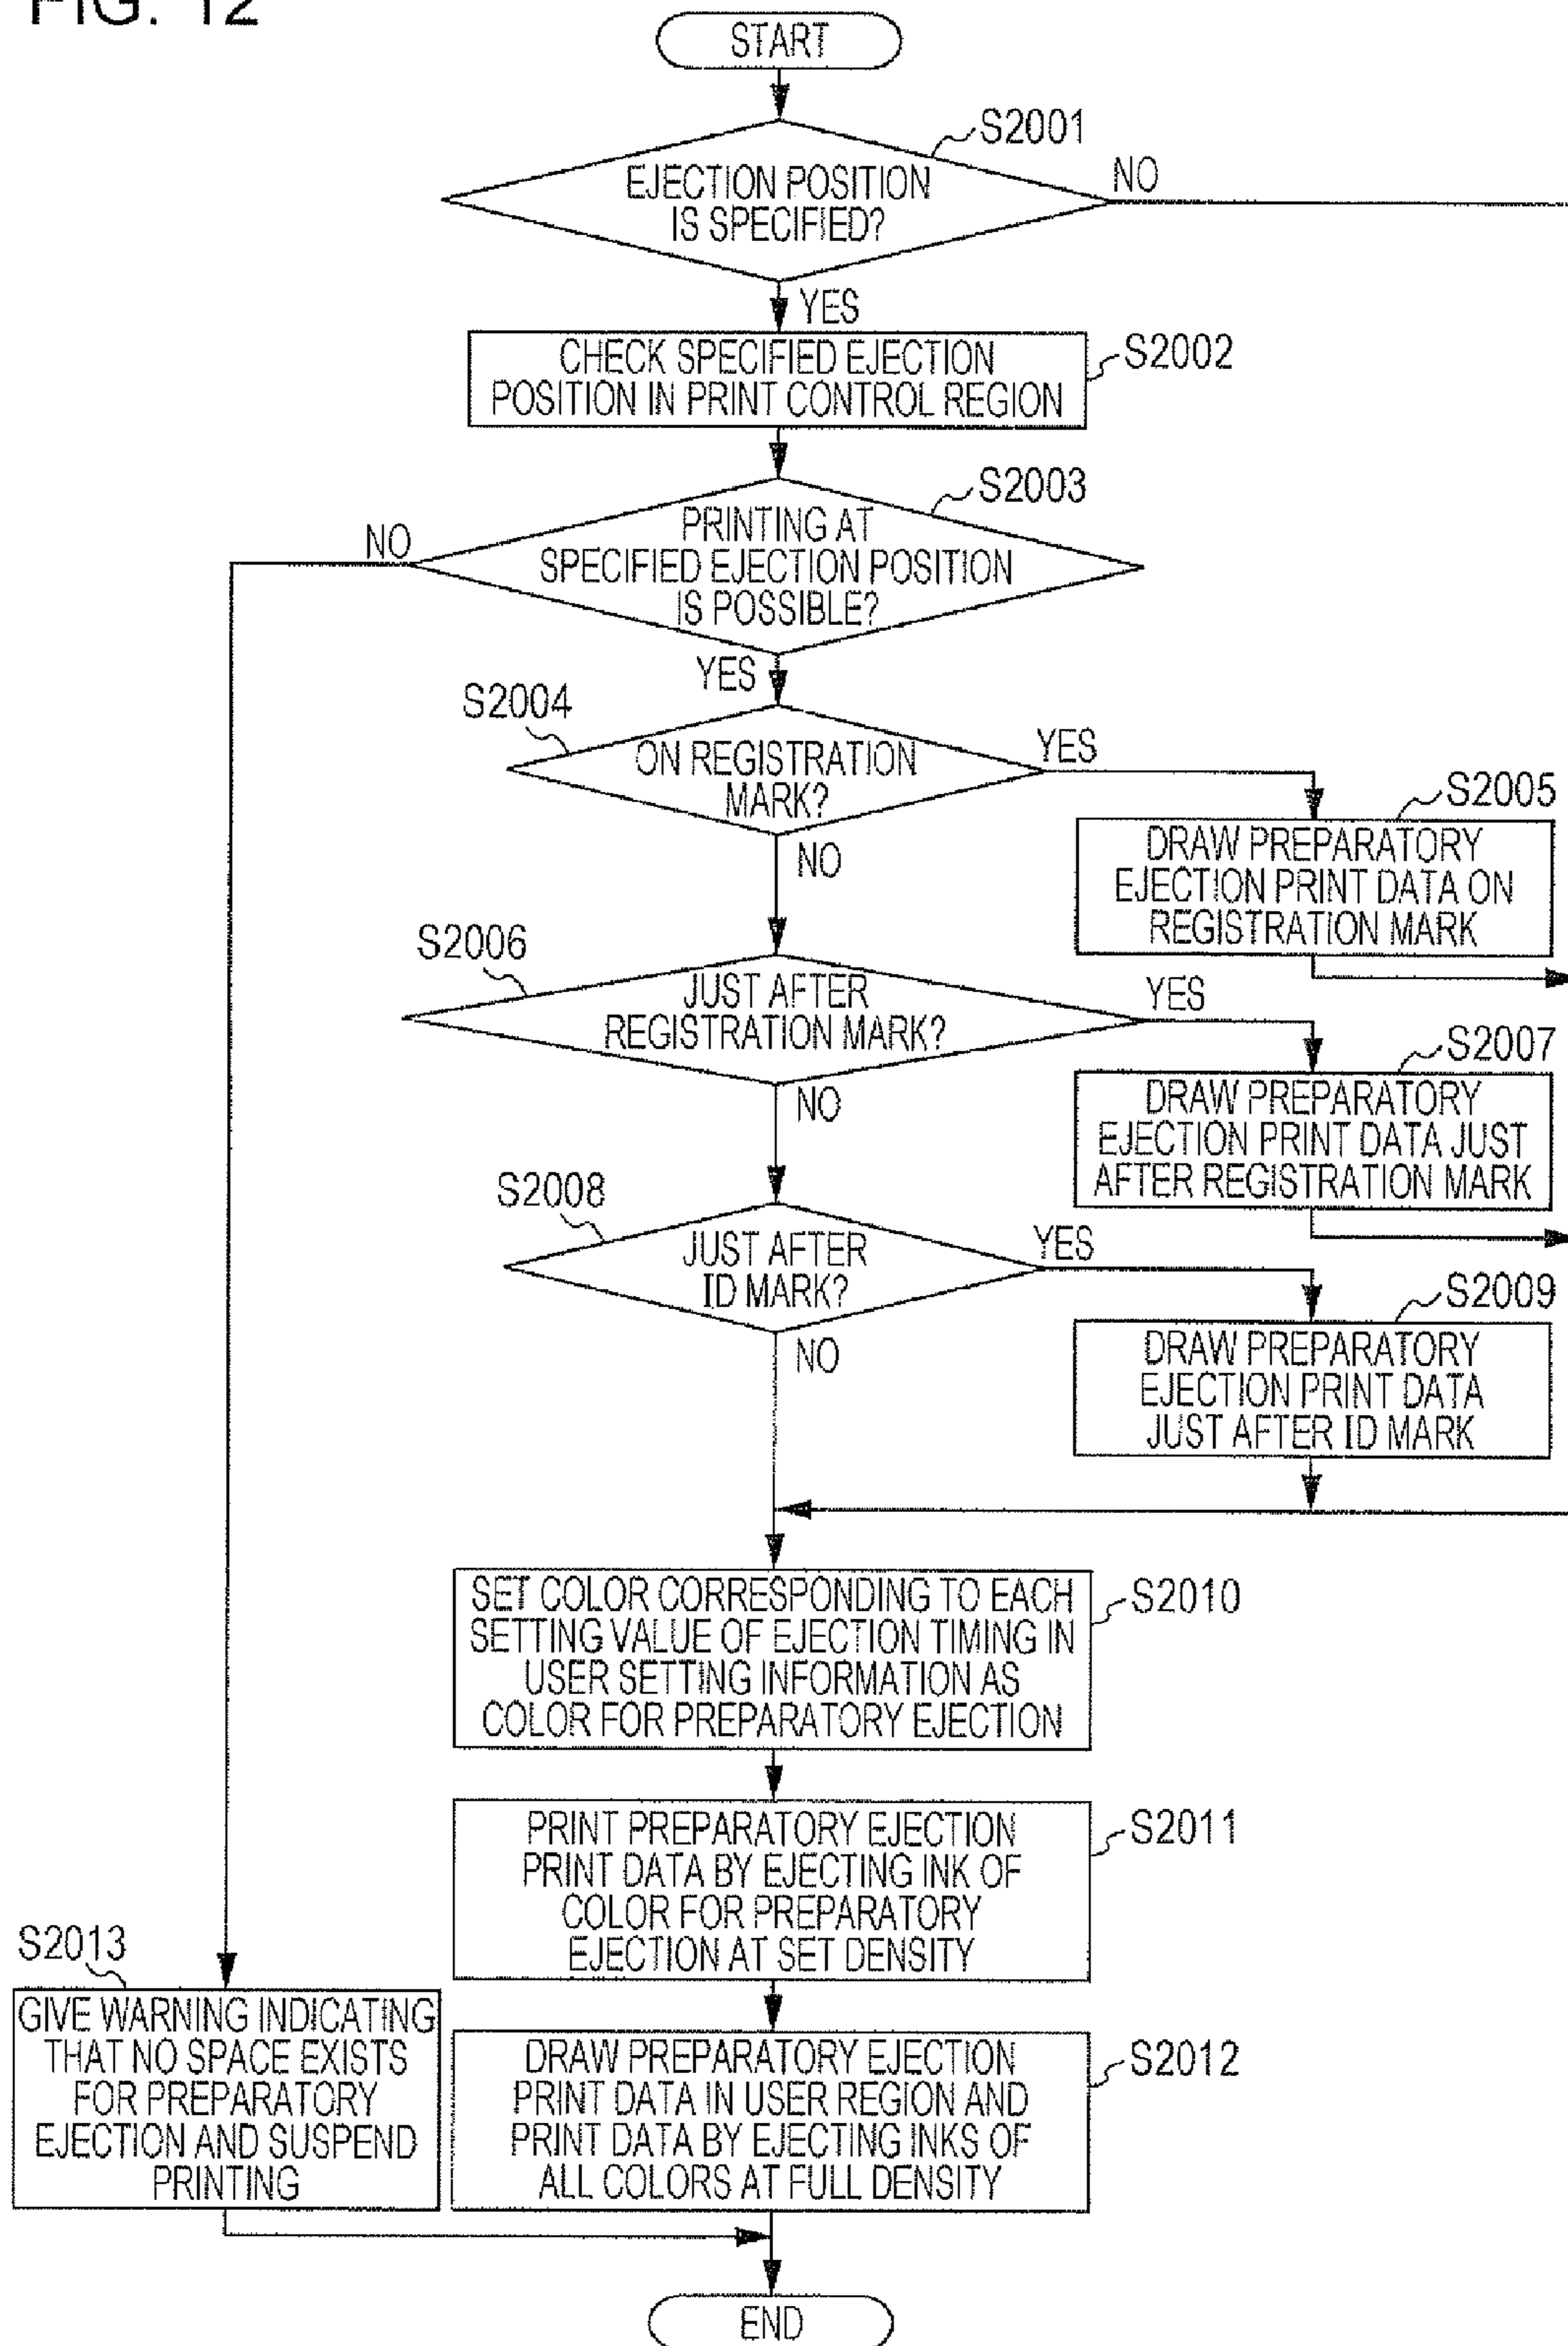 FIG. 12
START
S2001
EJECTION POSITION
IS SPECIFIED?
NO
YES
CHECK SPECIFIED EJECTION
POSITION IN PRINT CONTROL REGION
S2002
S2003
PRINTING AT
SPECIFIED EJECTION POSITION
IS POSSIBLE?
NO
YES
S2004
ON REGISTRATION
MARK?
YES
NO
S2005
DRAW PREPARATORY
EJECTION PRINT DATA ON
REGISTRATION MARK
S2006
JUST AFTER
REGISTRATION MARK?
YES
NO
S2007
DRAW PREPARATORY
EJECTION PRINT DATA JUST
AFTER REGISTRATION MARK
S2008
JUST AFTER
ID MARK?
YES
NO
S2009
DRAW PREPARATORY
EJECTION PRINT DATA
JUST AFTER ID MARK
SET COLOR CORRESPONDING TO EACH
SETTING VALUE OF EJECTION TIMING IN
USER SETTING INFORMATION AS
COLOR FOR PREPARATORY EJECTION
S2010
PRINT PREPARATORY EJECTION
PRINT DATA BY EJECTING INK OF
COLOR FOR PREPARATORY
EJECTION AT SET DENSITY
S2011
S2013
GIVE WARNING INDICATING
THAT NO SPACE EXISTS
FOR PREPARATORY
EJECTION AND SUSPEND
PRINTING
DRAW PREPARATORY EJECTION
PRINT DATA IN USER REGION AND
PRINT DATA BY EJECTING INKS OF
ALL COLORS AT FULL DENSITY
S2012
END